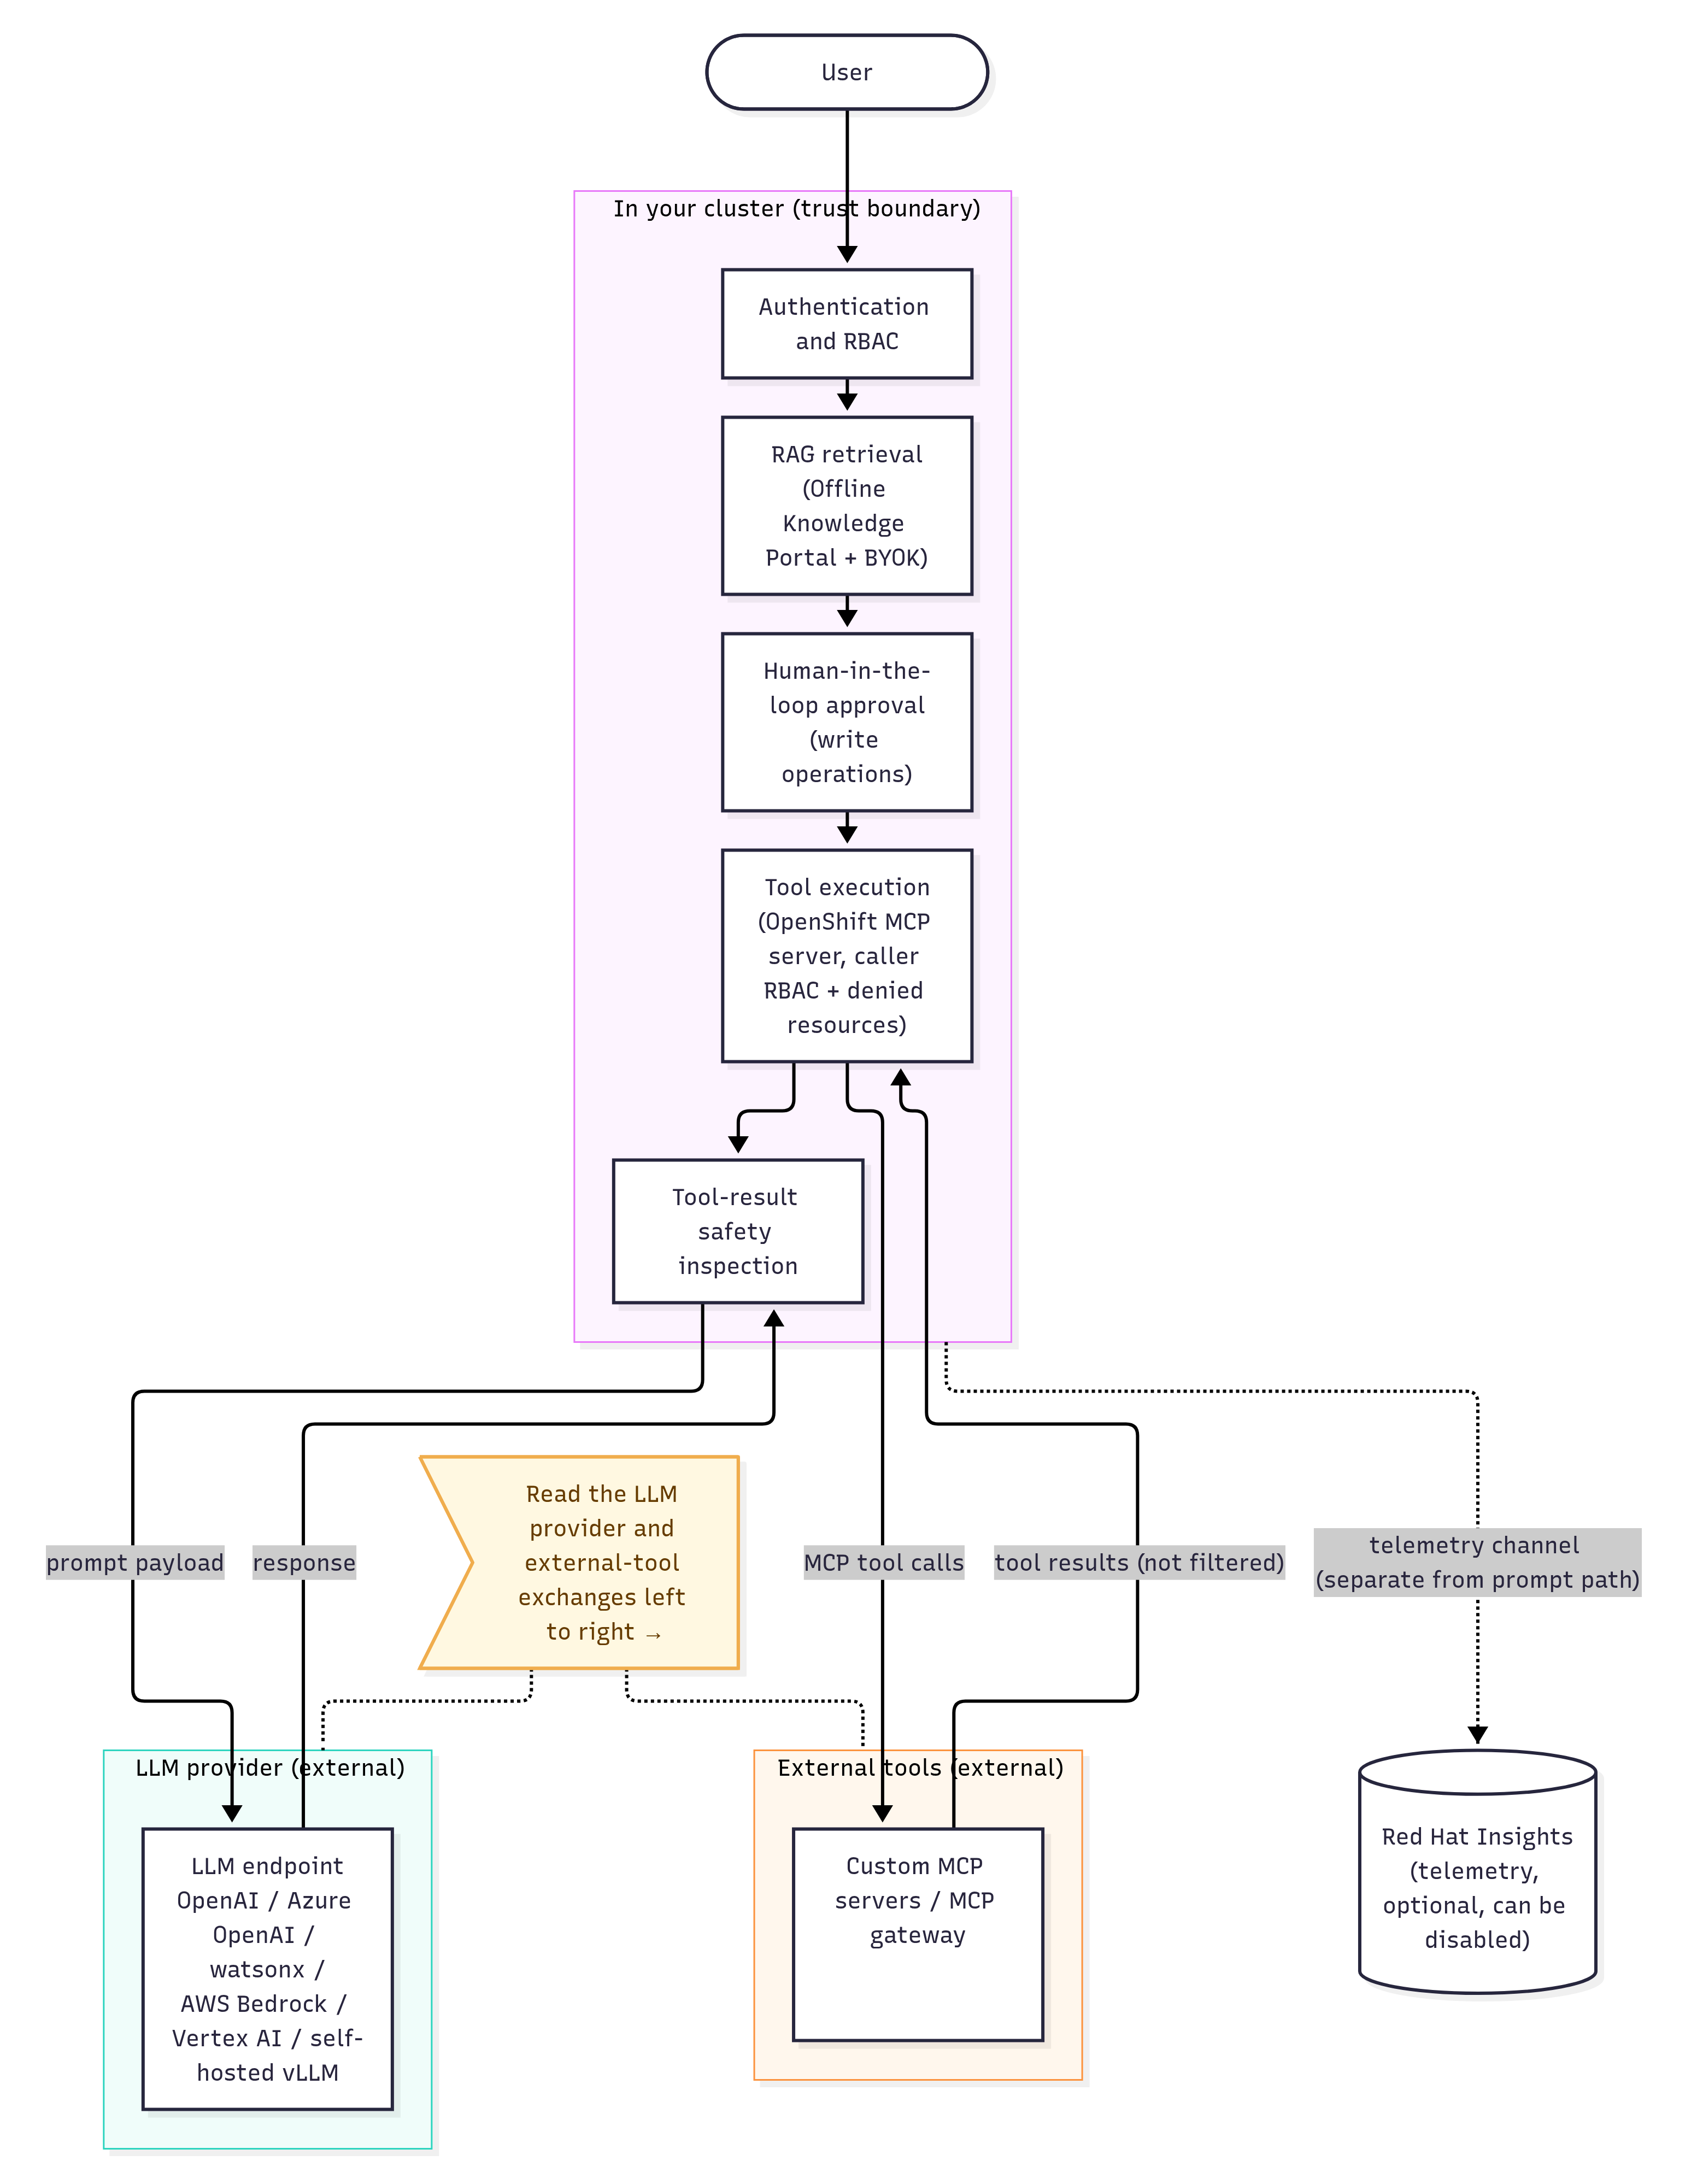 User
In your cluster (trust boundary)
Authentication
and RBAC
RAG retrieval
(Offline
Knowledge
Portal + BYOK)
Human-in-the-
loop approval
(write
operations)
Tool execution
(OpenShift MCP
server, caller
RBAC + denied
resources)
Tool-result
safety
inspection
prompt payload
response
Read the LLM
provider and
external-tool
exchanges left
to right →
MCP tool calls
tool results (not filtered)
telemetry channel
(separate from prompt path)
LLM provider (external)
LLM endpoint
OpenAI / Azure
OpenAI /
watsonx /
AWS Bedrock /
Vertex AI / self-
hosted vLLM
External tools (external)
Custom MCP
servers / MCP
gateway
Red Hat Insights
(telemetry,
optional, can be
disabled)